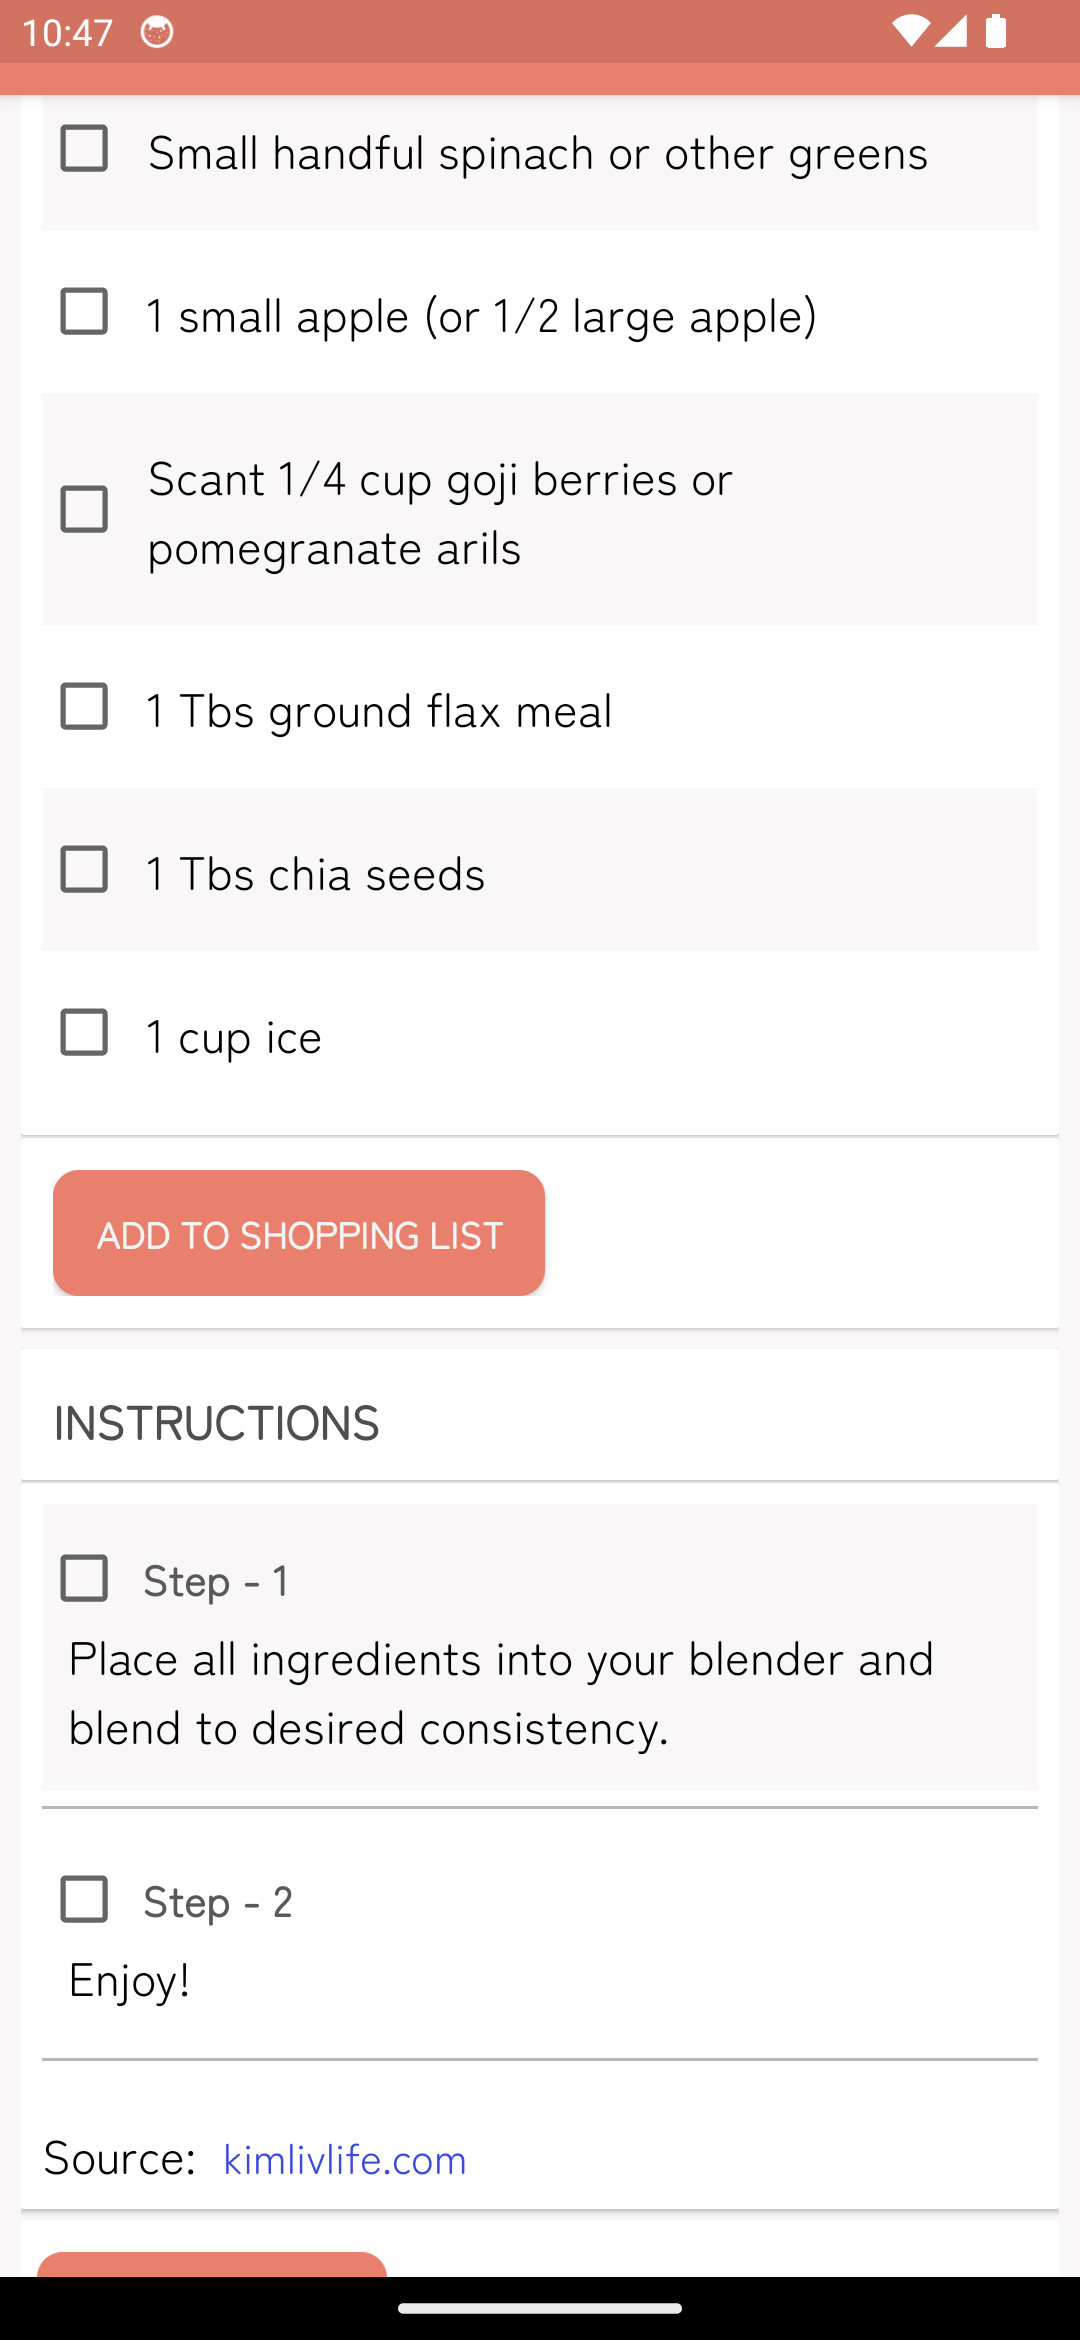 10:47
Small handful spinach or other greens
1 small apple (or 1/2 large apple)
Scant 1/4 cup goji berries or
pomegranate arils
1 Tbs ground flax meal
1 Tbs chia seeds
1 cup ice
ADD TO SHOPPING LIST
INSTRUCTIONS
Step - 1
Place all ingredients into your blender and
blend to desired consistency.
Step - 2
Enjoy!
Source: kimlivlife.com